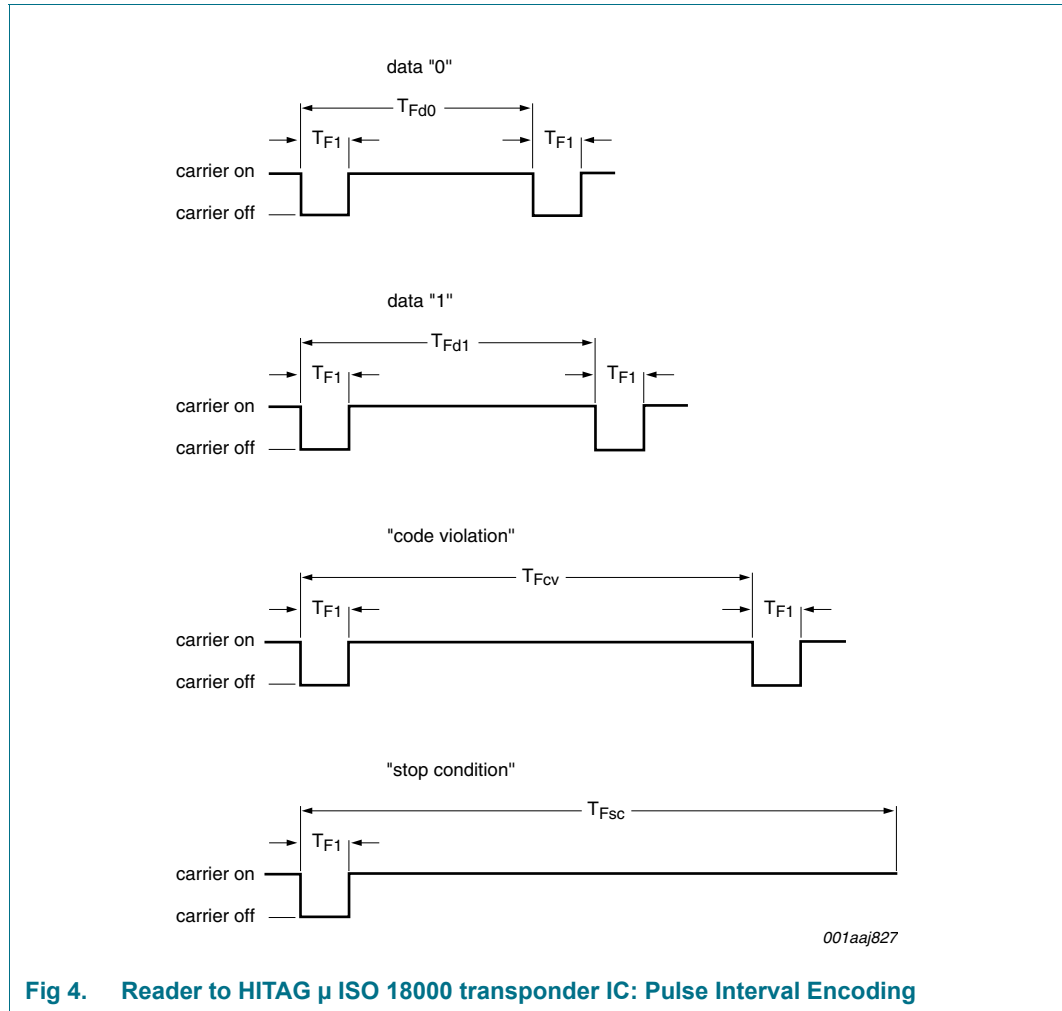 data "0"
TFd0
TF1 TF1
carrier on
carrier off
data "1"
TFd1
TF1 TF1
carrier on
carrier off
"code violation"
TFcv
TF1 TF1
carrier on
carrier off
"stop condition"
TFsc
TF1
carrier on
carrier off
001aaj827
Fig 4. Reader to HITAG µ ISO 18000 transponder IC: Pulse Interval Encoding